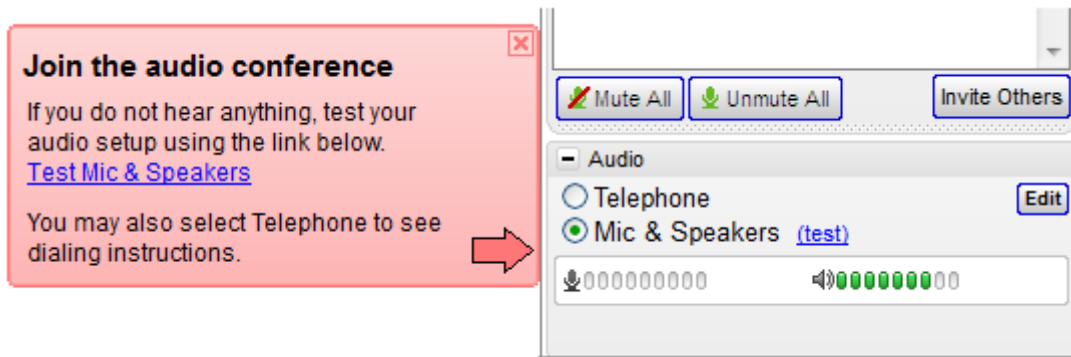 Join the audio conference
If you do not hear anything, test your
audio setup using the link below.
Test Mic & Speakers
You may also select Telephone to see
dialing instructions.
Mute All Unmute All Invite Others
Audio
Telephone Edit
Mic & Speakers (test)